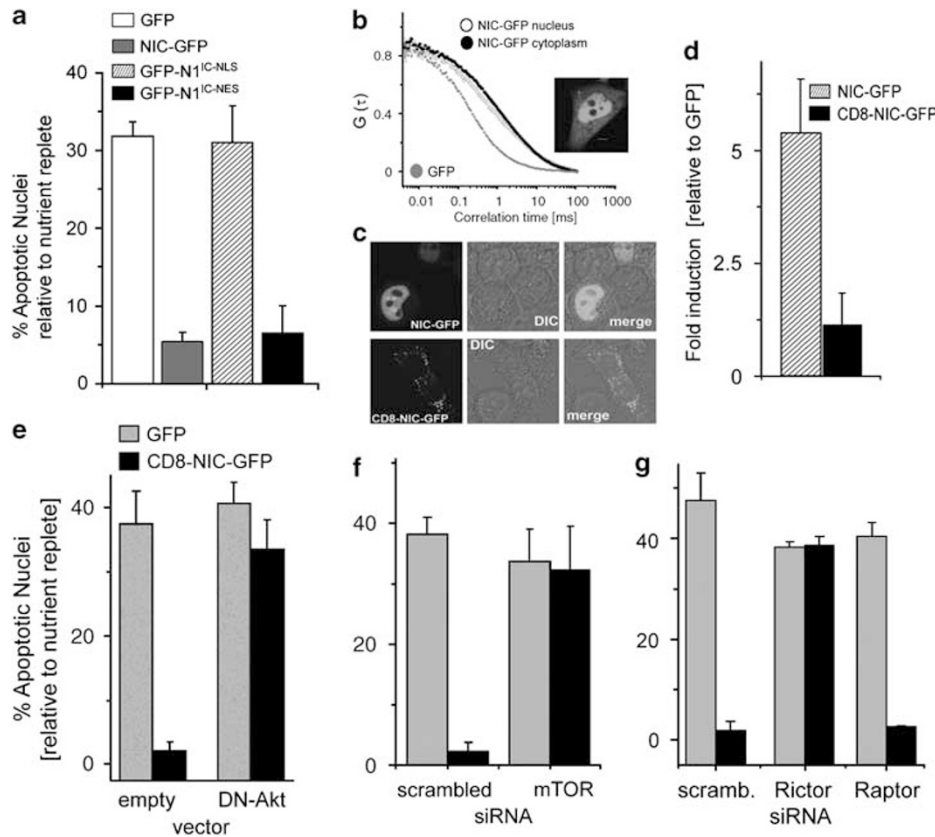 a
GFP
NIC-GFP
GFP-N1IC-NLS
GFP-N1IC-NES
% Apoptotic Nuclei
relative to nutrient replete
40
30
20
10
0
b
NIC-GFP nucleus
NIC-GFP cytoplasm
G (τ)
0.8
0.4
0
GFP
0.01 0.1 1 10 100 1000
Correlation time [ms]
c
NIC-GFP
DIC
merge
CD8-NIC-GFP
DIC
merge
d
NIC-GFP
CD8-NIC-GFP
Fold induction [relative to GFP]
5
2.5
0
e
GFP
CD8-NIC-GFP
% Apoptotic Nuclei
[relative to nutrient replete]
40
20
0
empty DN-Akt
vector
f
40
20
0
scrambled mTOR
siRNA
g
40
20
0
scramb. Rictor Raptor
siRNA